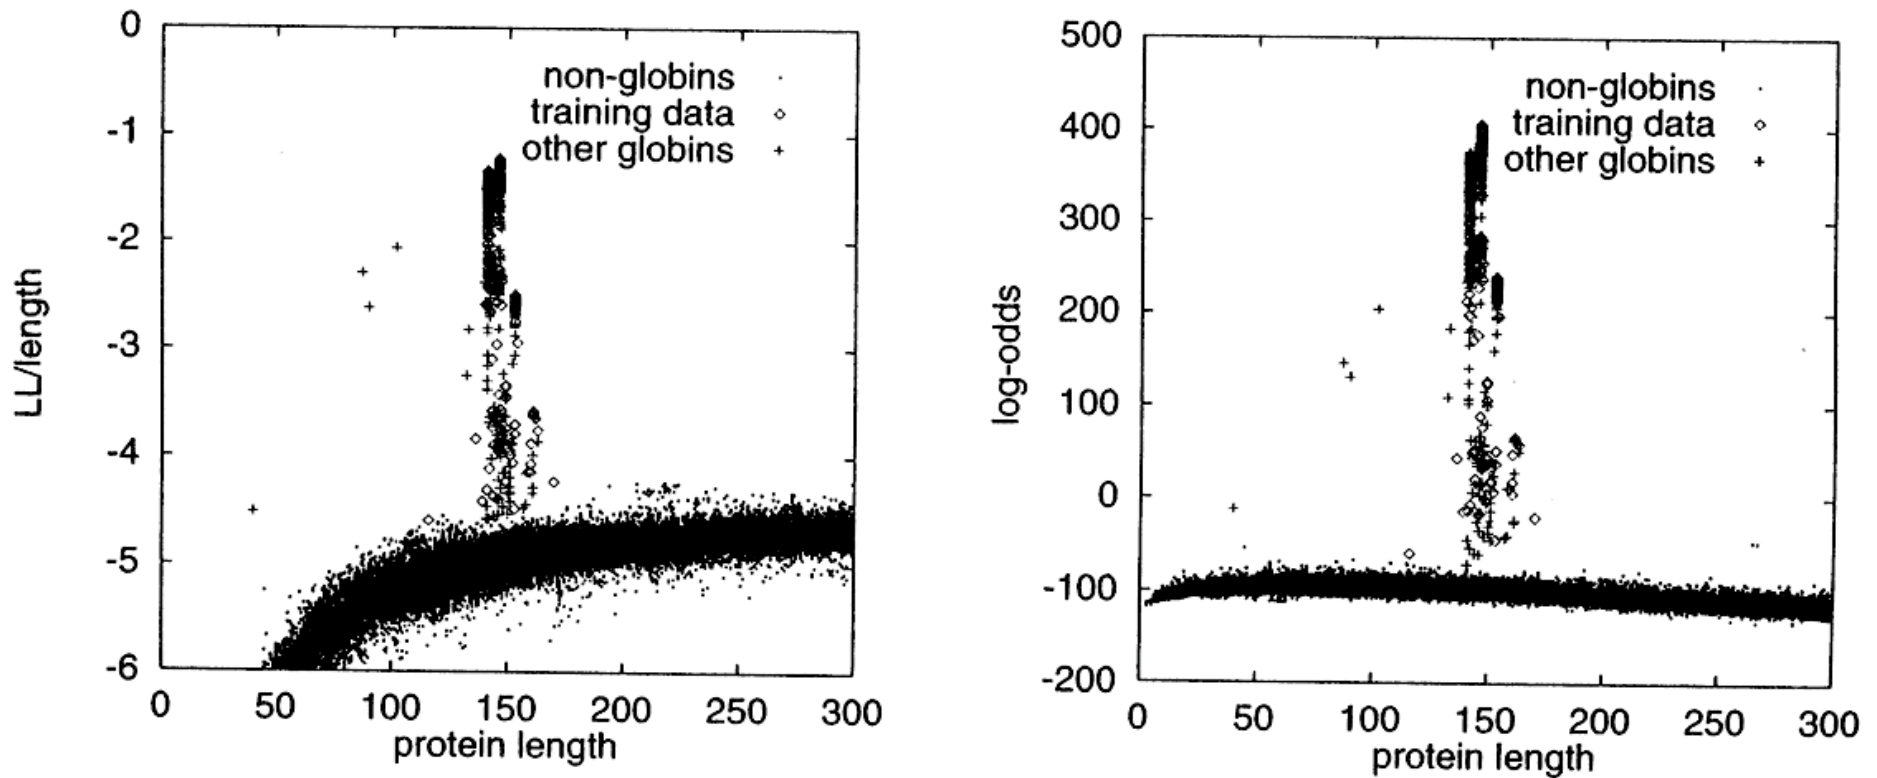 0
-1
-2
-3
-4
-5
-6
LL/length
non-globins
training data
other globins
0 50 100 150 200 250 300
protein length
500
400
300
200
100
0
-100
-200
log-odds
non-globins
training data
other globins
0 50 100 150 200 250 300
protein length